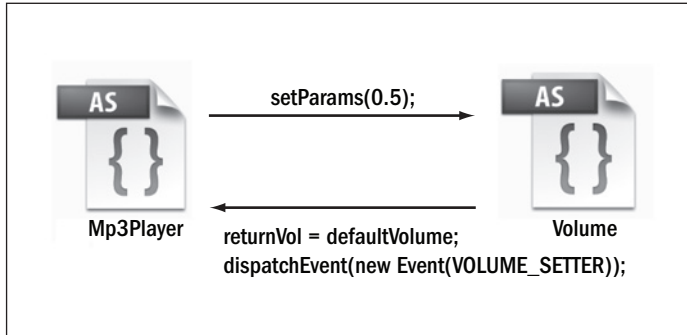 AS
setParams(0.5);
AS
{ }
{ }
Mp3Player
Volume
returnVol = defaultVolume;
dispatchEvent(new Event(VOLUME_SETTER));